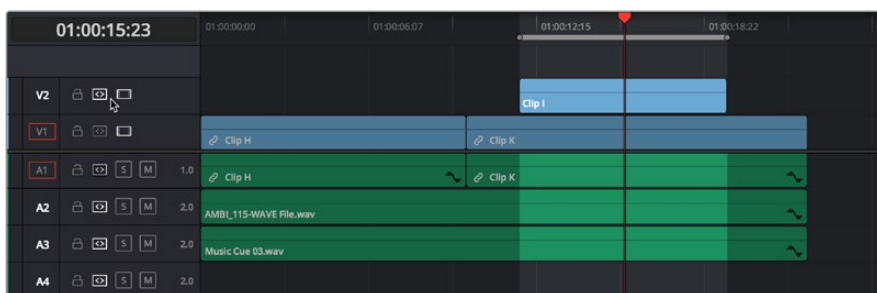 01:00:15:23 01:00:00:00 01:00:06:07 01:00:12:15 01:00:18:22
V2 Clip I
V1 Clip H Clip K
A1 S M 1.0 Clip H Clip K
A2 S M 2.0 AMBI_115-WAVE File.wav
A3 S M 2.0 Music Cue 03.wav
A4 S M 2.0